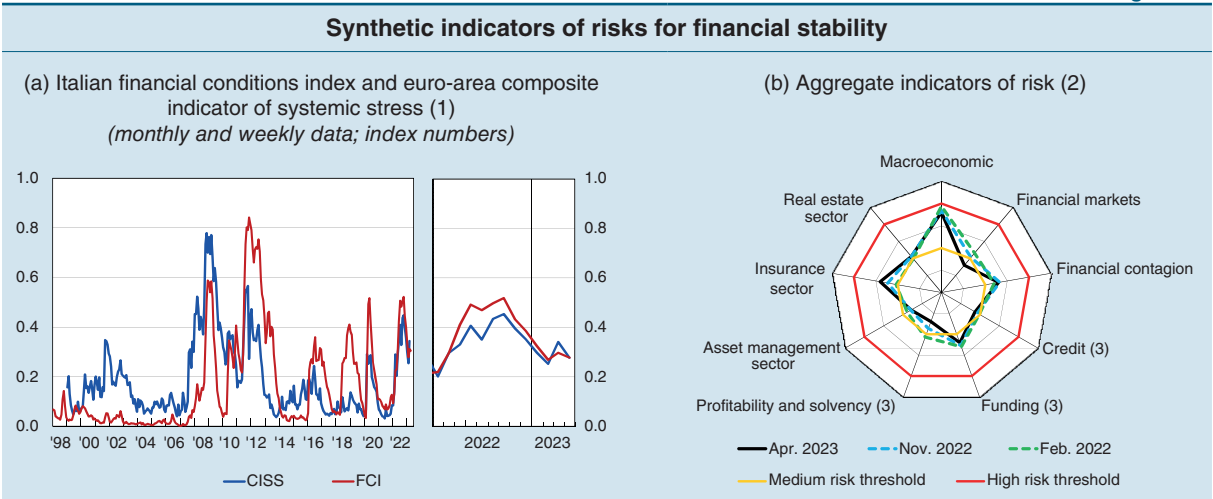 Synthetic indicators of risks for financial stability
(a) Italian financial conditions index and euro-area composite
indicator of systemic stress (1)
(monthly and weekly data; index numbers)
1.0
0.8
0.6
0.4
0.2
0.0
'98 '00 '02 '04 '06 '08 '10 '12 '14 '16 '18 '20 '22
2022 2023
1.0
0.8
0.6
0.4
0.2
0.0
CISS FCI
(b) Aggregate indicators of risk (2)
Macroeconomic
Financial markets
Financial contagion
Credit (3)
Funding (3)
Profitability and solvency (3)
Asset management
sector
Insurance
sector
Real estate
sector
Apr. 2023 Nov. 2022 Feb. 2022
Medium risk threshold High risk threshold